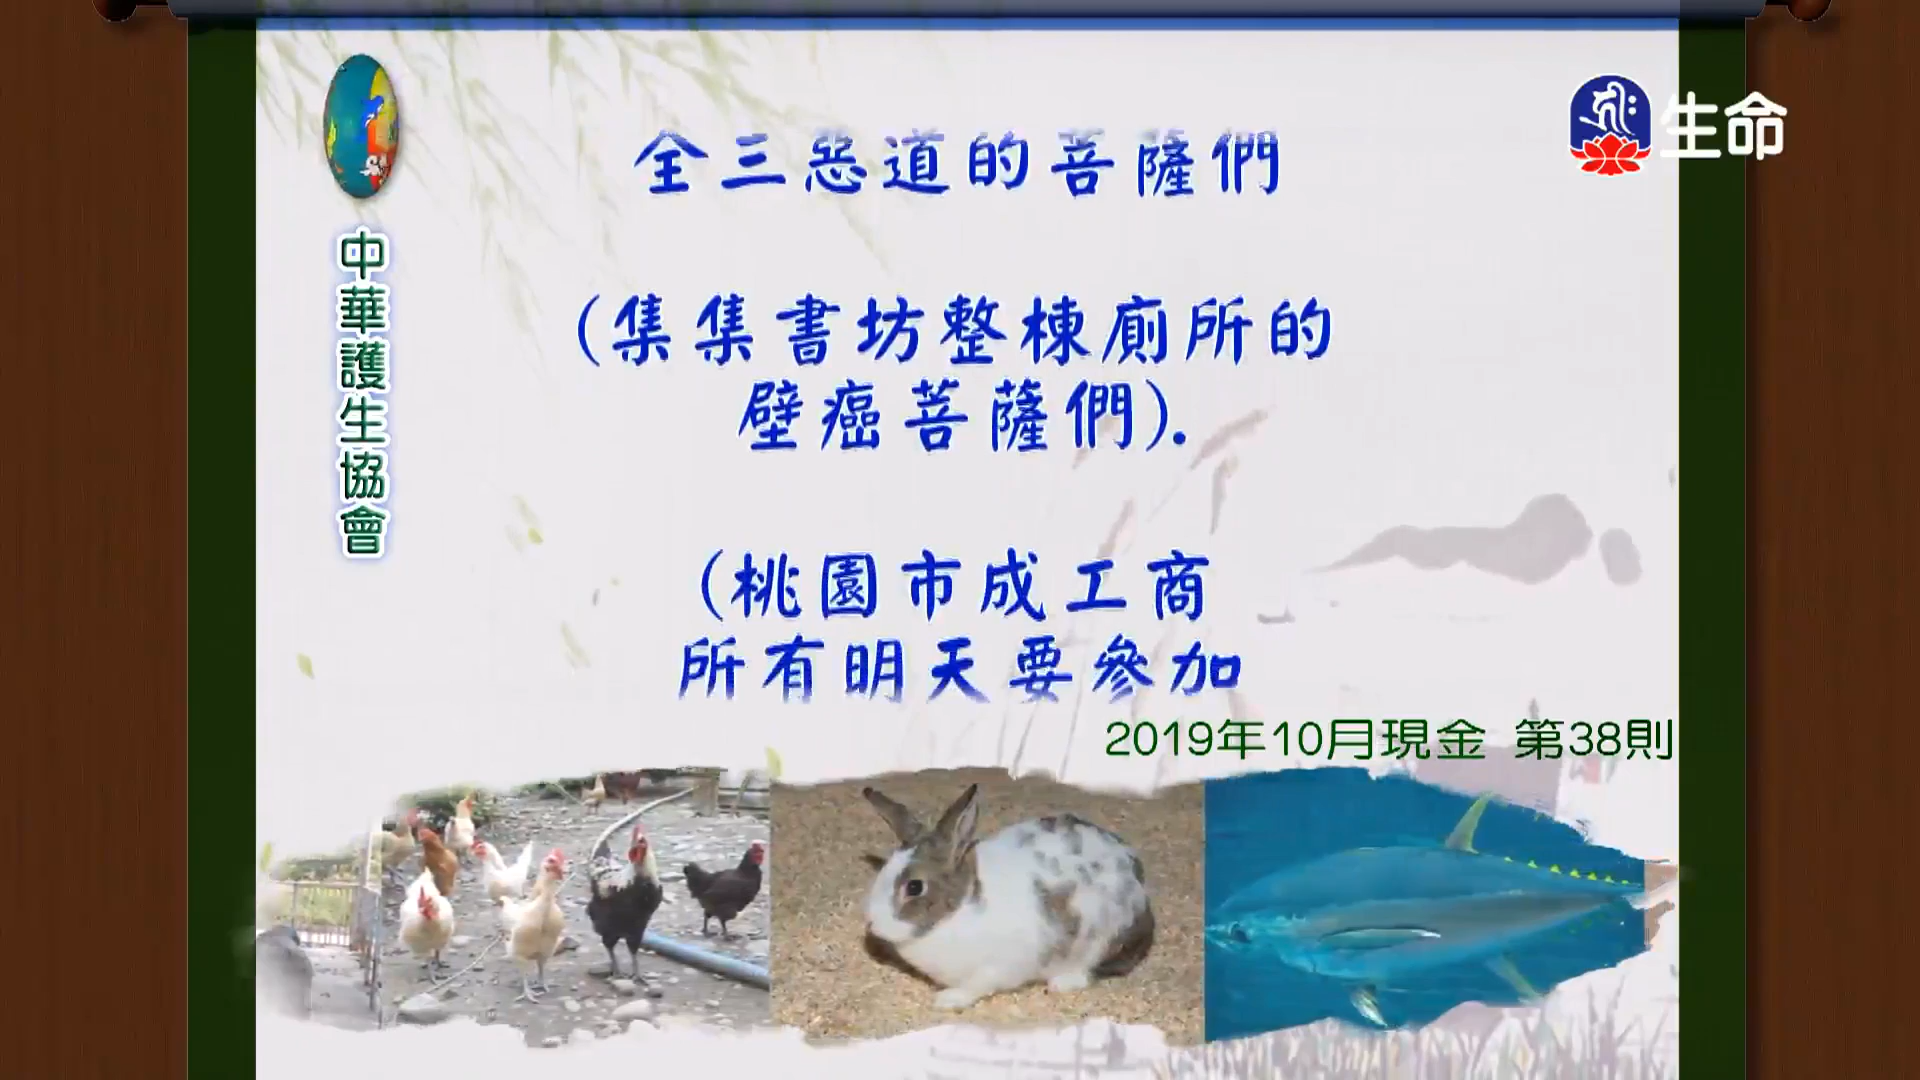 生命
中華護生協會
全三惡道的菩薩們
(集集書坊整棟廁所的
壁癌菩薩們).
(桃園市成工商
所有明天要參加
2019年10月現金 第38則